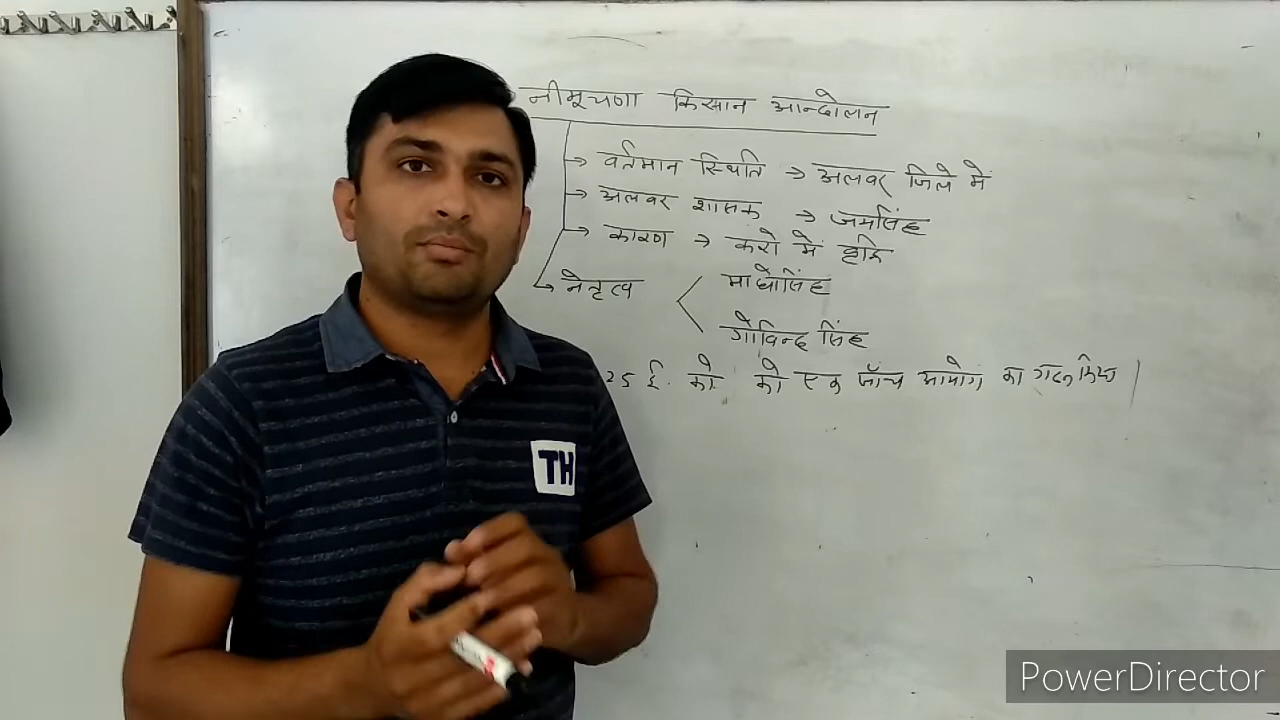 नीमूचणा किसान आन्दोलन
→ वर्तमान स्थिति → अलवर जिले में
→ अलवर शासक → जयसिंह
→ कारण → करो में वृद्धि
→ नेतृत्व
माधोसिंह
गोविन्द सिंह
25 ई. को को एक जाँच आयोग का गठन किया
TH
PowerDirector